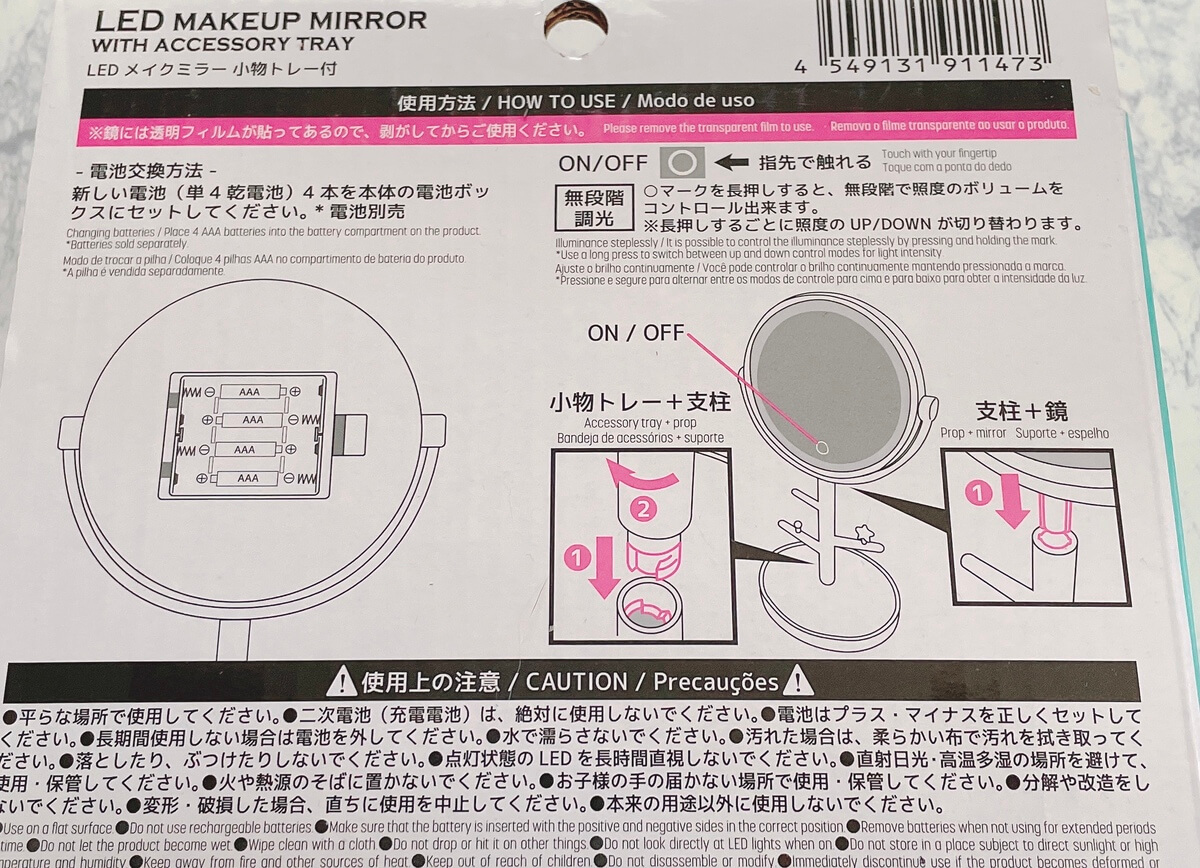 LED MAKEUP MIRROR
WITH ACCESSORY TRAY
LED メイクミラー 小物トレー付
4 549131 911473
使用方法 / HOW TO USE / Modo de uso
※鏡には透明フィルムが貼ってあるので、剥がしてからご使用ください。 Please remove the transparent film to use. Remova o filme transparente ao usar o produto.
- 電池交換方法 -
新しい電池（単4乾電池）4本を本体の電池ボッ
クスにセットしてください。* 電池別売
Changing batteries / Place 4 AAA batteries into the battery compartment on the product.
*Batteries sold separately.
Modo de trocar a pilha / Coloque 4 pilhas AAA no compartimento de bateria do produto.
*A pilha é vendida separadamente.
AAA
AAA
AAA
AAA
ON/OFF 指先で触れる Touch with your fingertip
Toque com a ponta do dedo
無段階
調光
○マークを長押しすると、無段階で照度のボリュームを
コントロール出来ます。
※長押しするごとに照度の UP/DOWN が切り替わります。
Illuminance steplessly / It is possible to control the illuminance steplessly by pressing and holding the mark.
*Use a long press to switch between up and down control modes for light intensity
Ajuste o brilho continuamente / Você pode controlar o brilho continuamente mantendo pressionada a marca.
*Pressione e segure para alternar entre os modos de controle para cima e para baixo para obter a intensidade da luz.
ON / OFF
小物トレー＋支柱
Accessory tray + prop
Bandeja de acessórios + suporte
1
2
支柱＋鏡
Prop + mirror Suporte + espelho
1
使用上の注意 / CAUTION / Precauções
●平らな場所で使用してください。●二次電池（充電電池）は、絶対に使用しないでください。●電池はプラス・マイナスを正しくセットして
ください。●長期間使用しない場合は電池を外してください。●水で濡らさないでください。●汚れた場合は、柔らかい布で汚れを拭き取ってく
ださい。●落としたり、ぶつけたりしないでください。●点灯状態の LED を長時間直視しないでください。●直射日光・高温多湿の場所を避けて、
使用・保管してください。●火や熱源のそばに置かないでください。●お子様の手の届かない場所で使用・保管してください。●分解や改造をし
ないでください。●変形・破損した場合、直ちに使用を中止してください。●本来の用途以外に使用しないでください。
●Use on a flat surface ●Do not use rechargeable batteries ●Make sure that the battery is inserted with the positive and negative sides in the correct position. ●Remove batteries when not using for extended periods
time ●Do not let the product become wet ●Wipe clean with a cloth ●Do not drop or hit it on other things ●Do not look directly at LED lights when on ●Do not store in a place subject to direct sunlight or high
temperature and humidity ●Keep away from fire and other sources of heat ●Keep out of reach of children ●Do not disassemble or modify ●Immediately discontinue use if the product becomes deformed or